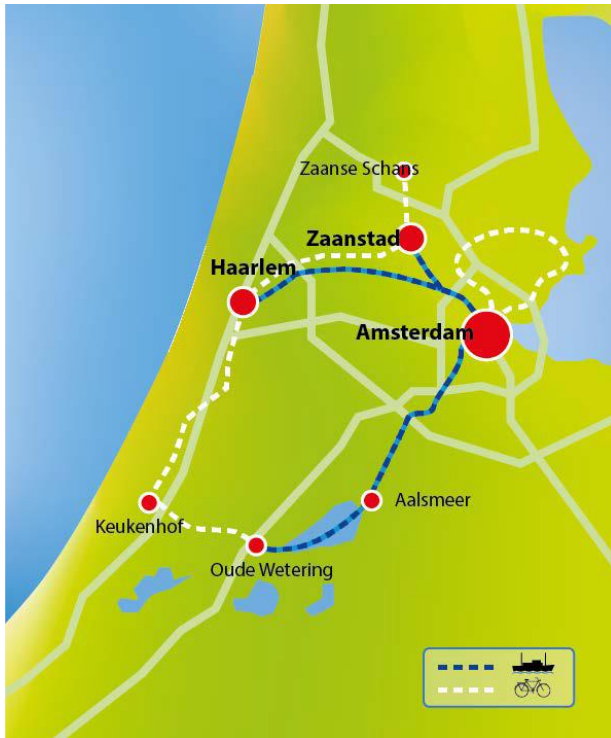 Zaanse Schans
Zaanstad
Haarlem
Amsterdam
Aalsmeer
Keukenhof
Oude Wetering